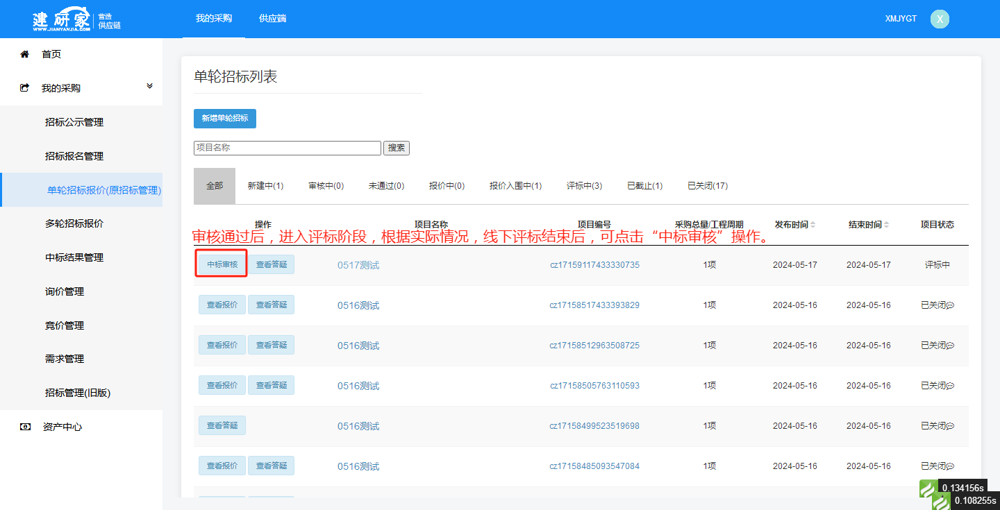 建研家 营造
WWW.JIANYANJIA.COM 供应链
我的采购 供应端
XMJYGT X
首页
我的采购
招标公示管理
招标报名管理
单轮招标报价(原招标管理)
多轮招标报价
中标结果管理
询价管理
竞价管理
需求管理
招标管理(旧版)
资产中心
单轮招标列表
新增单轮招标
项目名称 搜索
全部 新建中(1) 审核中(0) 未通过(0) 报价中(0) 报价入围中(1) 评标中(3) 已截止(1) 已关闭(17)
操作 项目名称 项目编号 采购总量/工程周期 发布时间 结束时间 项目状态
审核通过后，进入评标阶段，根据实际情况，线下评标结束后，可点击“中标审核”操作。
中标审核 查看答疑 0517测试 cz17159117433330735 1项 2024-05-17 2024-05-17 评标中
查看报价 查看答疑 0516测试 cz17158517433393829 1项 2024-05-16 2024-05-16 已关闭
查看报价 查看答疑 0516测试 cz17158512963508725 1项 2024-05-16 2024-05-16 已关闭
查看报价 查看答疑 0516测试 cz17158505763110593 1项 2024-05-16 2024-05-16 已关闭
查看答疑 0516测试 cz17158499523519698 1项 2024-05-16 2024-05-16 已关闭
查看报价 查看答疑 0516测试 cz17158485093547084 1项 2024-05-16 2024-05-16 已关闭
0.134156s
0.108255s